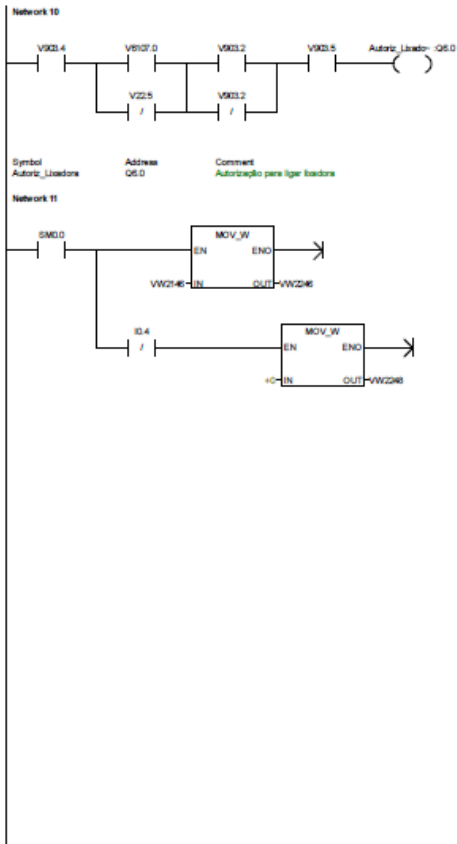 Network 10
V903.4 V6107.0 V903.2 V903.5 Autoriz_Lixado~ :Q6.0
V22.5 V903.2
/ /
Symbol Address Comment
Autoriz_Lixadora Q6.0 Autorização para ligar lixadora
Network 11
SM0.0 MOV_W
EN ENO
VW2146 IN OUT VW2246
I0.4 MOV_W
/ EN ENO
+0 IN OUT VW2246